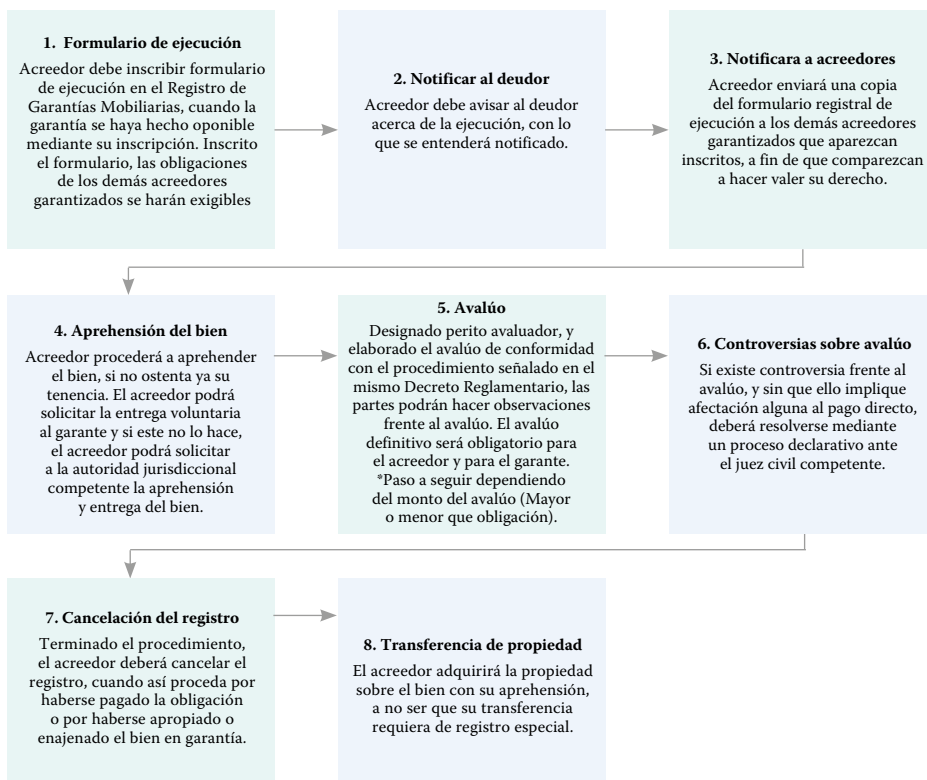 1. Formulario de ejecución
Acreedor debe inscribir formulario
de ejecución en el Registro de
Garantías Mobiliarias, cuando la
garantía se haya hecho oponible
mediante su inscripción. Inscrito
el formulario, las obligaciones
de los demás acreedores
garantizados se harán exigibles
2. Notificar al deudor
Acreedor debe avisar al deudor
acerca de la ejecución, con lo
que se entenderá notificado.
3. Notificara a acreedores
Acreedor enviará una copia
del formulario registral de
ejecución a los demás acreedores
garantizados que aparezcan
inscritos, a fin de que comparezcan
a hacer valer su derecho.
4. Aprehensión del bien
Acreedor procederá a aprehender
el bien, si no ostenta ya su
tenencia. El acreedor podrá
solicitar la entrega voluntaria
al garante y si este no lo hace,
el acreedor podrá solicitar
a la autoridad jurisdiccional
competente la aprehensión
y entrega del bien.
5. Avalúo
Designado perito avaluador, y
elaborado el avalúo de conformidad
con el procedimiento señalado en el
mismo Decreto Reglamentario, las
partes podrán hacer observaciones
frente al avalúo. El avalúo
definitivo será obligatorio para
el acreedor y para el garante.
*Paso a seguir dependiendo
del monto del avalúo (Mayor
o menor que obligación).
6. Controversias sobre avalúo
Si existe controversia frente al
avalúo, y sin que ello implique
afectación alguna al pago directo,
deberá resolverse mediante
un proceso declarativo ante
el juez civil competente.
7. Cancelación del registro
Terminado el procedimiento,
el acreedor deberá cancelar el
registro, cuando así proceda por
haberse pagado la obligación
o por haberse apropiado o
enajenado el bien en garantía.
8. Transferencia de propiedad
El acreedor adquirirá la propiedad
sobre el bien con su aprehensión,
a no ser que su transferencia
requiera de registro especial.